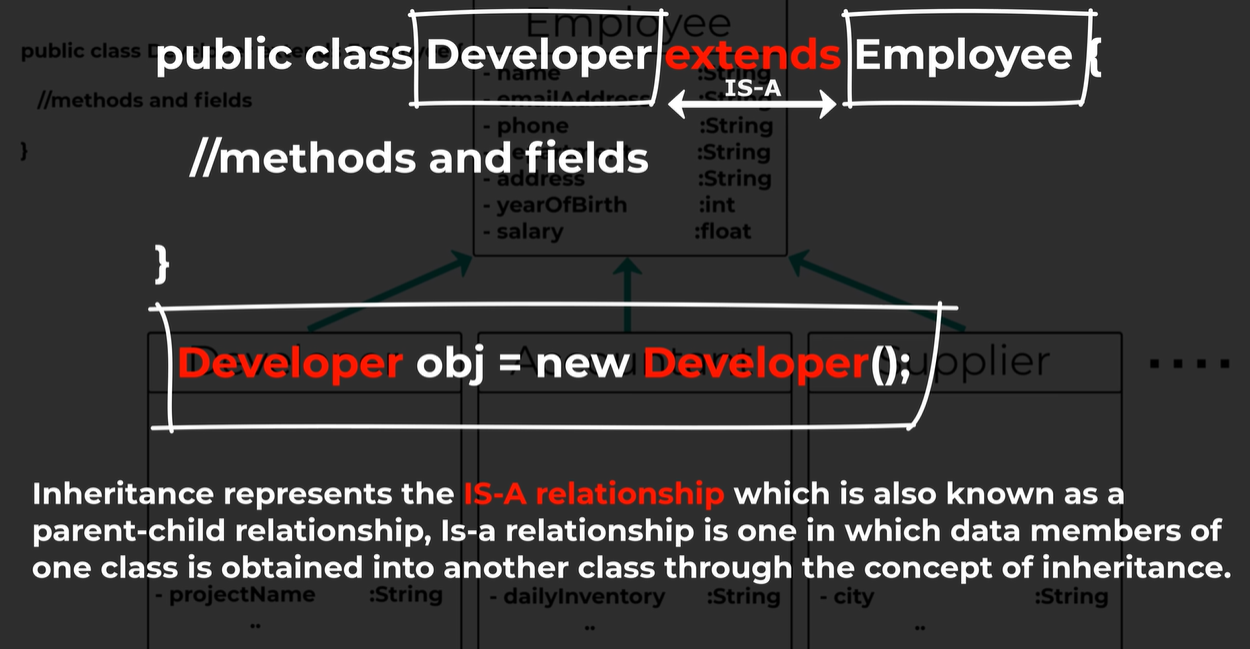 Employee
public class Developer extends Employee {
IS-A
//methods and fields
}
public class
//methods and fields
}
- name :String
- emailAddress :String
- phone :String
:String
- address :String
- yearOfBirth :int
- salary :float
Developer obj = new Developer();
Supplier
....
Inheritance represents the IS-A relationship which is also known as a
parent-child relationship, Is-a relationship is one in which data members of
one class is obtained into another class through the concept of inheritance.
- projectName :String
..
- dailyInventory :String
..
- city :String
..